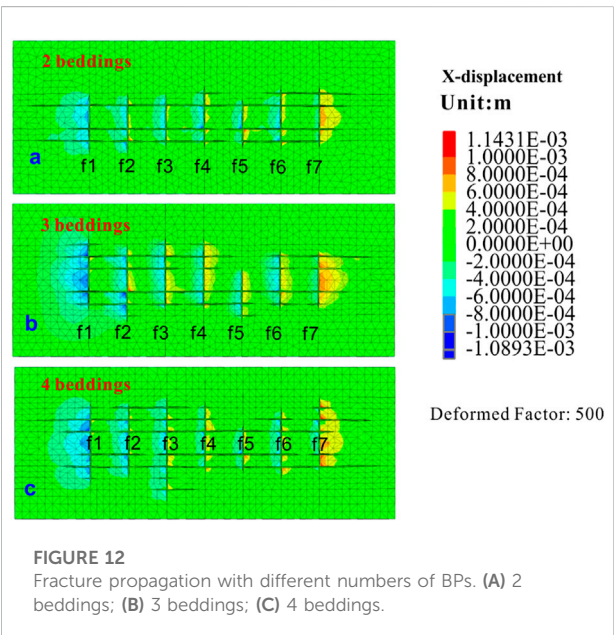 2 beddings
a
f1 f2 f3 f4 f5 f6 f7
3 beddings
b
f1 f2 f3 f4 f5 f6 f7
4 beddings
f1 f2 f3 f4 f5 f6 f7
c
X-displacement
Unit:m
1.1431E-03
1.0000E-03
8.0000E-04
6.0000E-04
4.0000E-04
2.0000E-04
0.0000E+00
-2.0000E-04
-4.0000E-04
-6.0000E-04
-8.0000E-04
-1.0000E-03
-1.0893E-03
Deformed Factor: 500
FIGURE 12
Fracture propagation with different numbers of BPs. (A) 2
beddings; (B) 3 beddings; (C) 4 beddings.